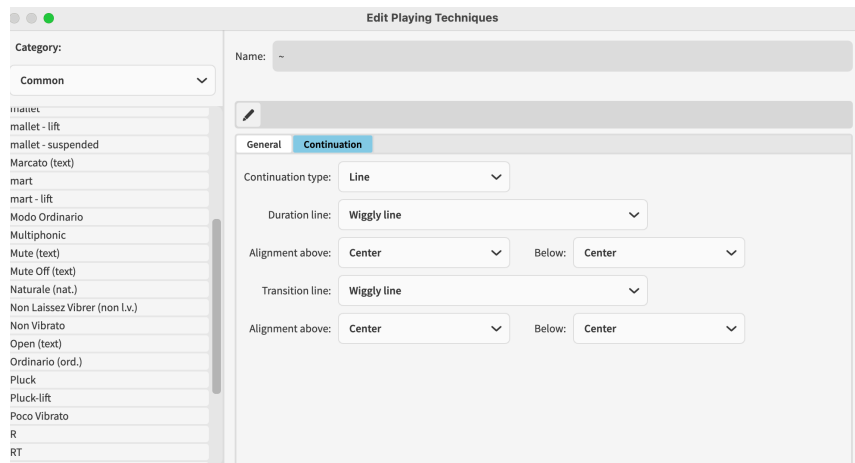 Edit Playing Techniques
Category:
Common
mallet
mallet - lift
mallet - suspended
Marcato (text)
mart
mart - lift
Modo Ordinario
Multiphonic
Mute (text)
Mute Off (text)
Naturale (nat.)
Non Laissez Vibrer (non l.v.)
Non Vibrato
Open (text)
Ordinario (ord.)
Pluck
Pluck-lift
Poco Vibrato
R
RT
Name: ~
General Continuation
Continuation type: Line
Duration line: Wiggly line
Alignment above: Center Below: Center
Transition line: Wiggly line
Alignment above: Center Below: Center